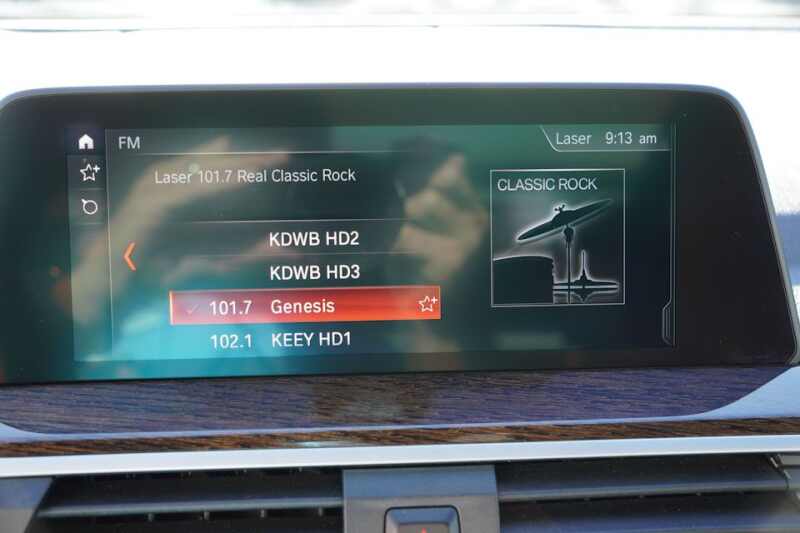 FM
Laser 9:13 am
Laser 101.7 Real Classic Rock
CLASSIC ROCK
KDWB HD2
KDWB HD3
101.7 Genesis
102.1 KEEY HD1